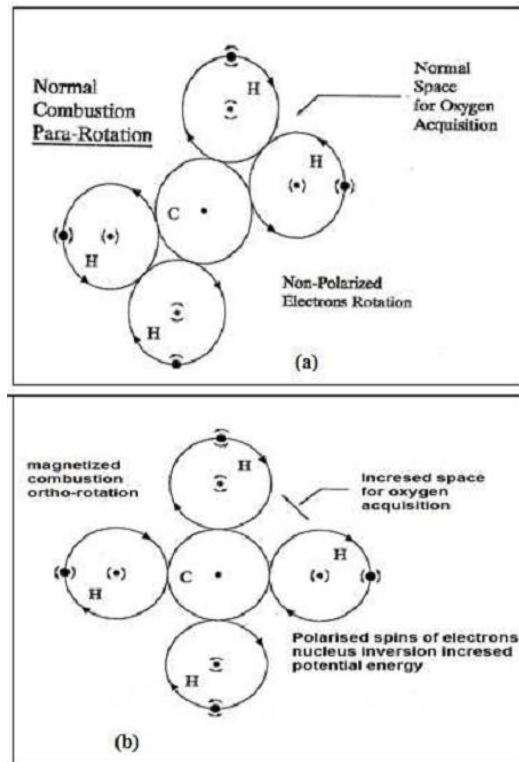 Normal
Combustion
Para-Rotation
H
Normal
Space
for Oxygen
Acquisition
H
C
H
Non-Polarized
Electrons Rotation
H
(a)
magnetized
combustion
ortho-rotation
H
Incresed space
for oxygen
acquisition
H
C
H
H
Polarised spins of electrons
nucleus inversion incresed
potential energy
(b)